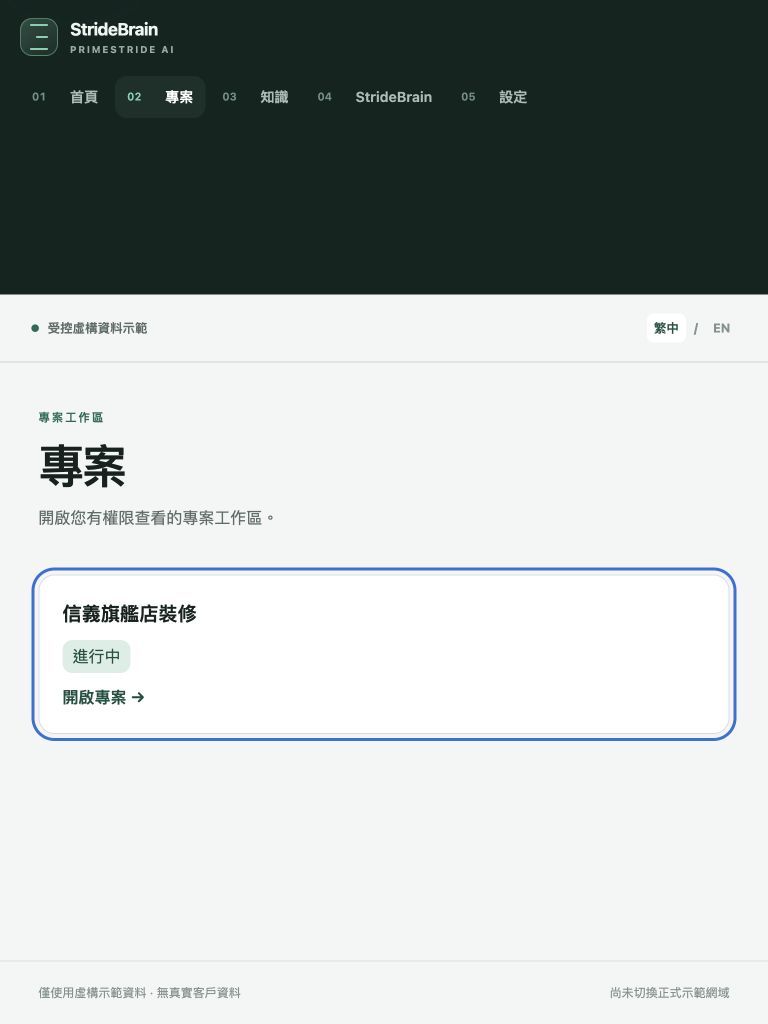 StrideBrain
PRIMESTRIDE AI
01 首頁 02 專案 03 知識 04 StrideBrain 05 設定
受控虛構資料示範
繁中 / EN
專案工作區
專案
開啟您有權限查看的專案工作區。
信義旗艦店裝修
進行中
開啟專案 →
僅使用虛構示範資料 · 無真實客戶資料
尚未切換正式示範網域